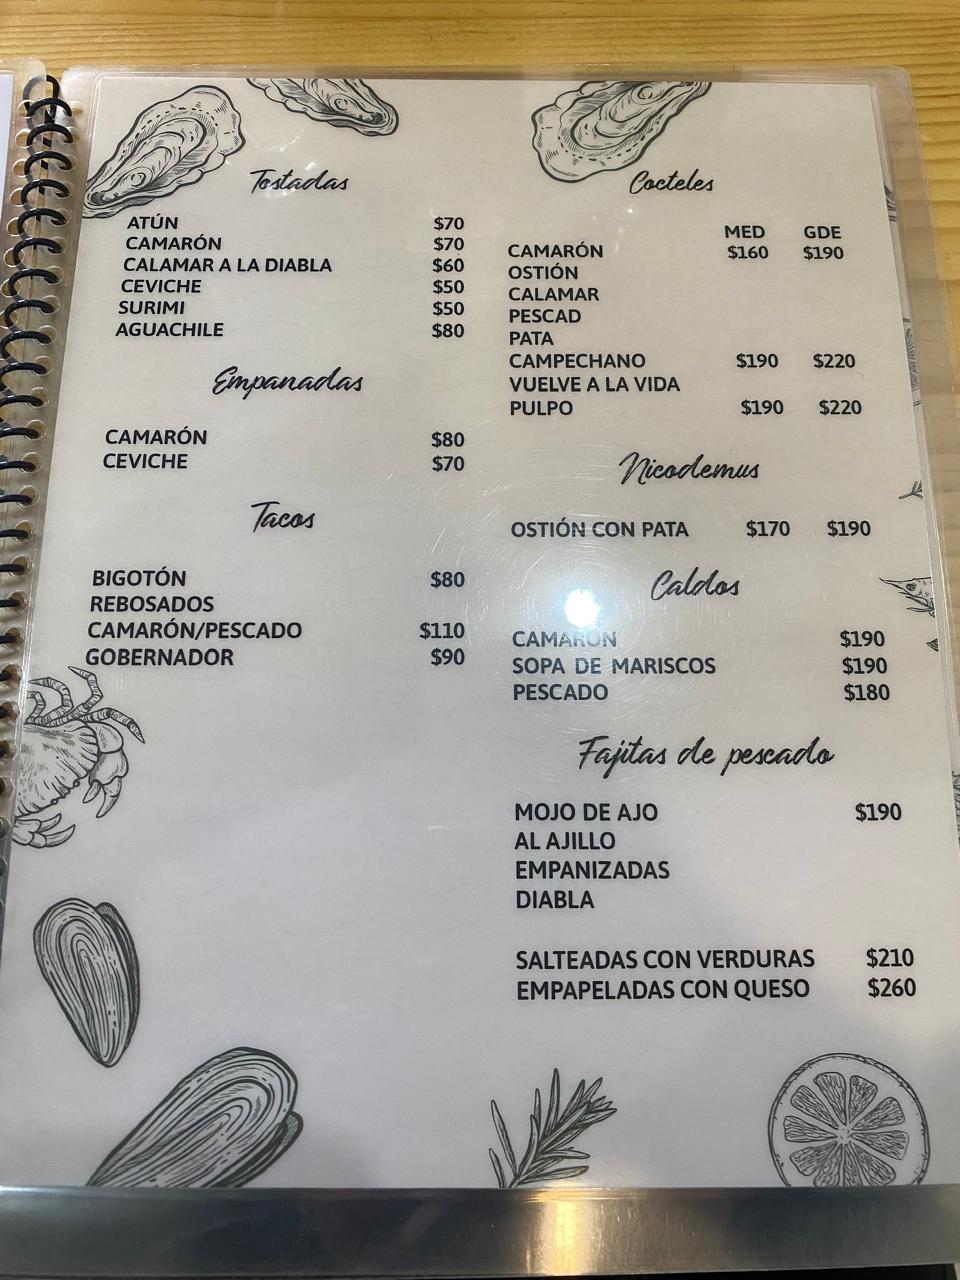 Tostadas
ATÚN $70
CAMARÓN $70
CALAMAR A LA DIABLA $60
CEVICHE $50
SURIMI $50
AGUACHILE $80
Empanadas
CAMARÓN $80
CEVICHE $70
Tacos
BIGOTÓN $80
REBOSADOS
CAMARÓN/PESCADO $110
GOBERNADOR $90
Cocteles
MED GDE
CAMARÓN $160 $190
OSTIÓN
CALAMAR
PESCAD
PATA
CAMPECHANO $190 $220
VUELVE A LA VIDA
PULPO $190 $220
Nicodemus
OSTIÓN CON PATA $170 $190
Caldos
CAMARÓN $190
SOPA DE MARISCOS $190
PESCADO $180
Fajitas de pescado
MOJO DE AJO $190
AL AJILLO
EMPANIZADAS
DIABLA
SALTEADAS CON VERDURAS $210
EMPAPELADAS CON QUESO $260